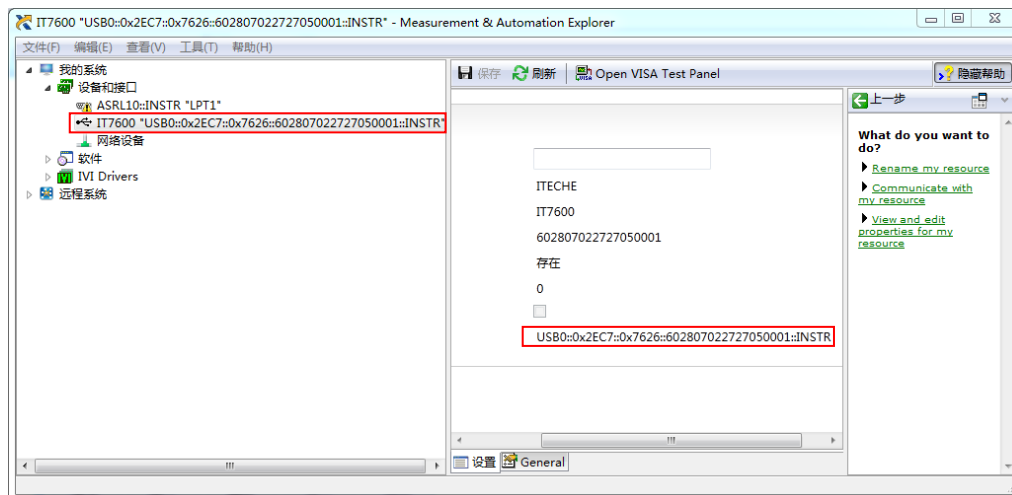 IT7600 "USB0::0x2EC7::0x7626::602807022727050001::INSTR" - Measurement & Automation Explorer
文件(F) 编辑(E) 查看(V) 工具(T) 帮助(H)
我的系统
设备和接口
ASRL10::INSTR "LPT1"
IT7600 "USB0::0x2EC7::0x7626::602807022727050001::INSTR"
网络设备
软件
IVI Drivers
远程系统
保存 刷新 Open VISA Test Panel 隐藏帮助
ITECHE
IT7600
602807022727050001
存在
0
USB0::0x2EC7::0x7626::602807022727050001::INSTR
设置 General
上一步
What do you want to
do?
Rename my resource
Communicate with
my resource
View and edit
properties for my
resource